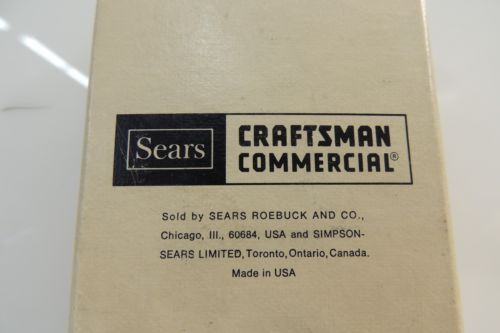 Sears
CRAFTSMAN
COMMERCIAL®
Sold by SEARS ROEBUCK AND CO.,
Chicago, Ill., 60684, USA and SIMPSON-
SEARS LIMITED, Toronto, Ontario, Canada.
Made in USA